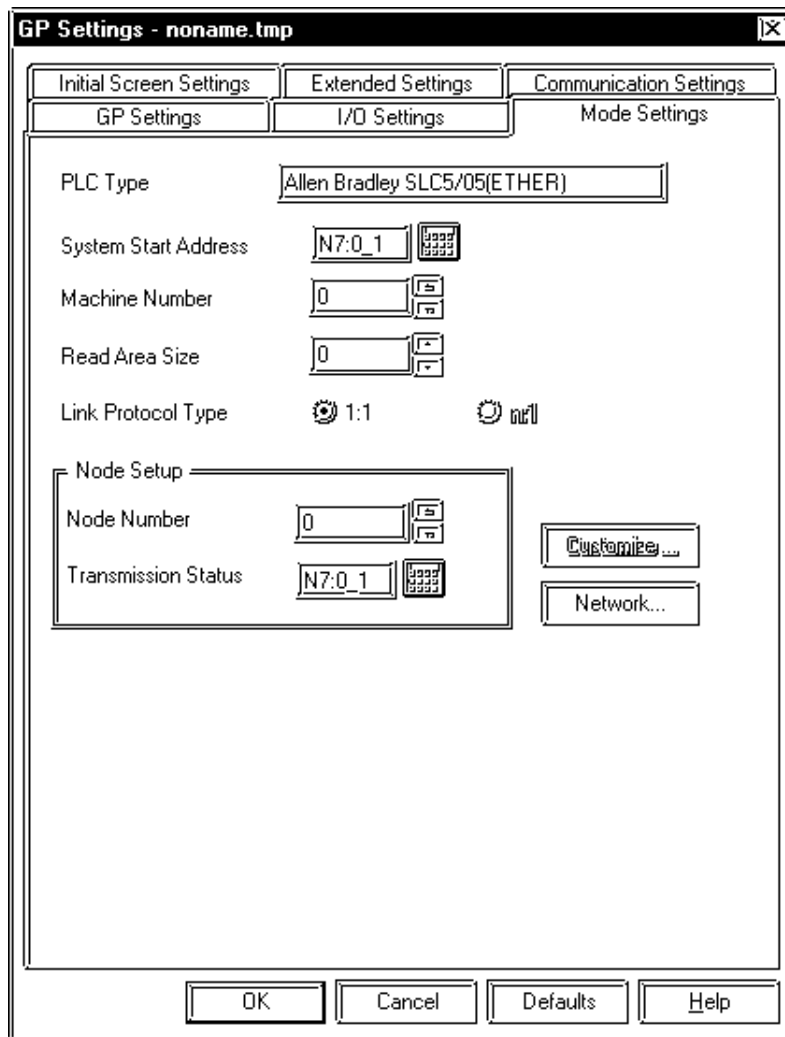 GP Settings - noname.tmp
Initial Screen Settings Extended Settings Communication Settings
GP Settings I/O Settings Mode Settings
PLC Type Allen Bradley SLC5/05(ETHER)
System Start Address N7:0_1
Machine Number 0
Read Area Size 0
Link Protocol Type 1:1
Node Setup
Node Number 0
Transmission Status N7:0_1
Customize...
Network...
OK Cancel Defaults Help